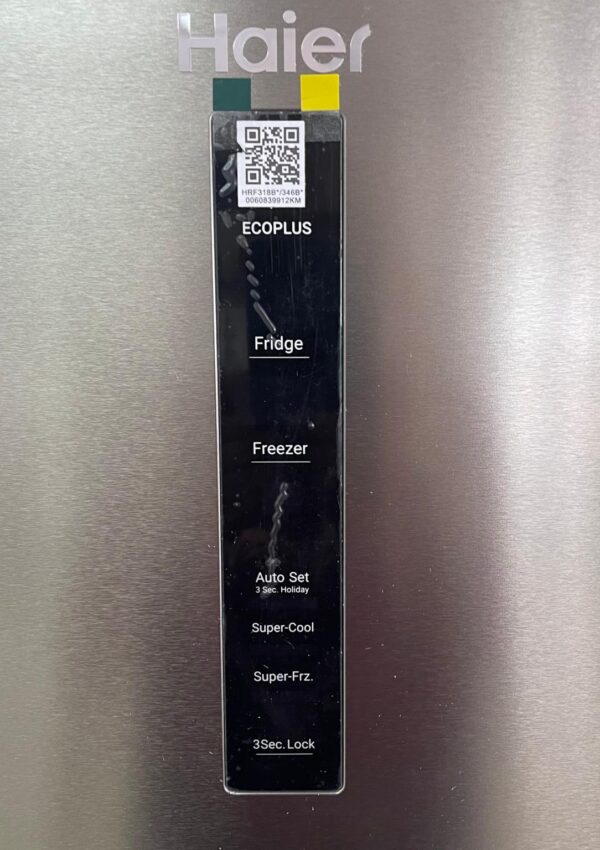 Haier
HRF318B*/346B*
0060839912KM
ECOPLUS
Fridge
Freezer
Auto Set
3 Sec. Holiday
Super-Cool
Super-Frz.
3Sec. Lock